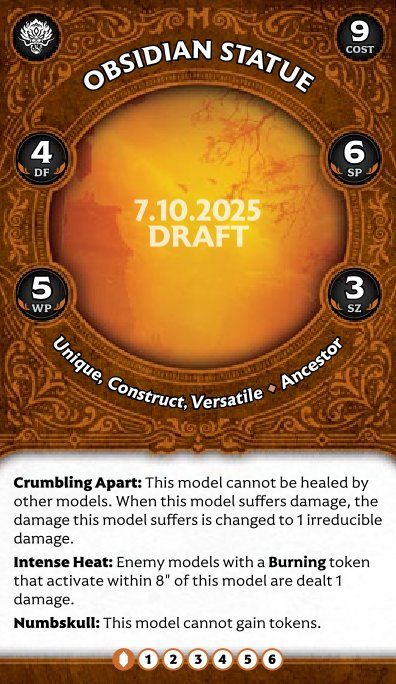 OBSIDIAN STATUE
9
COST
4
DF
6
SP
7.10.2025
DRAFT
5
WP
3
SZ
Unique, Construct, Versatile ♦ Ancestor
Crumbling Apart: This model cannot be healed by
other models. When this model suffers damage, the
damage this model suffers is changed to 1 irreducible
damage.
Intense Heat: Enemy models with a Burning token
that activate within 8" of this model are dealt 1
damage.
Numbskull: This model cannot gain tokens.
1 2 3 4 5 6